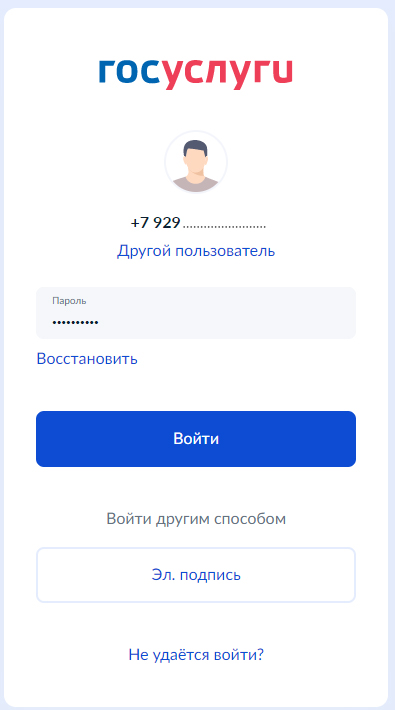 госуслуги
+7 929 ........................
Другой пользователь
Пароль
••••••••••
Восстановить
Войти
Войти другим способом
Эл. подпись
Не удаётся войти?